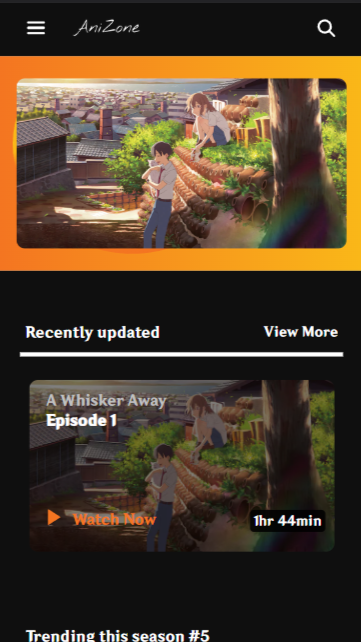 AniZone
Recently updated
View More
A Whisker Away
Episode 1
Watch Now
1hr 44min
Trending this season #5